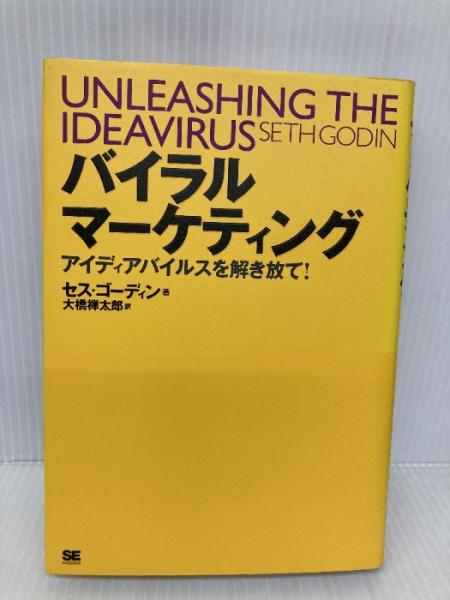 UNLEASHING THE
IDEAVIRUS SETH GODIN
バイラル
マーケティング
アイディアバイルスを解き放て!
セス・ゴーディン 著
大橋禅太郎 訳
SE
SHOEISHA